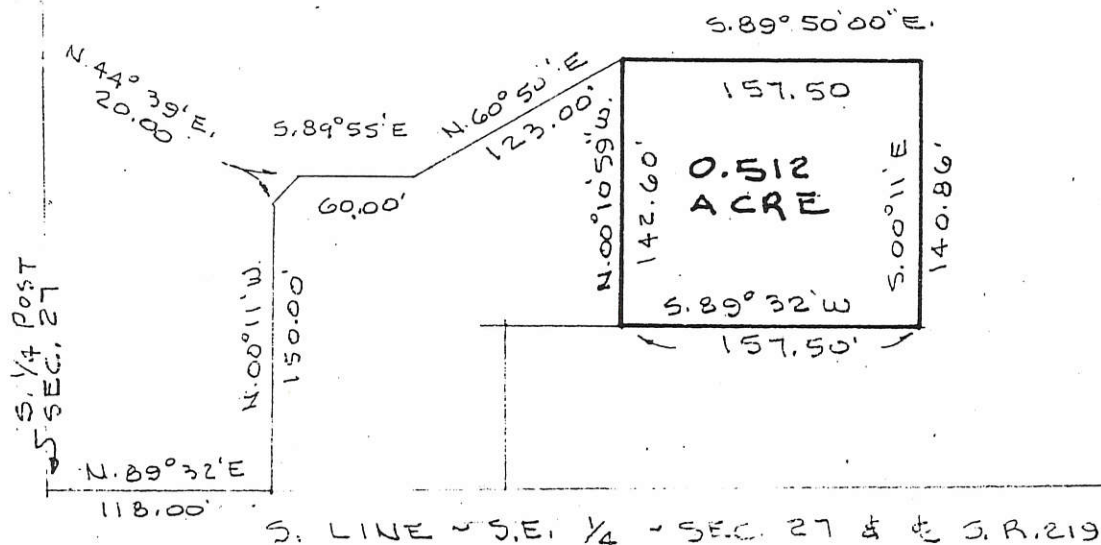 S.89°50'00"E.
157.50
N.44°39'E.
20.00
S.89°55'E
60.00'
N.60°50'E
123.00'
N.00°10'59"W.
142.60'
0.512
ACRE
S.00°11'E
140.86'
S.89°32'W
157.50'
N.00°11'W.
150.00'
S. 1/4 POST
SEC. 27
N.89°32'E
118.00'
S. LINE ~ S.E. 1/4 ~ SEC. 27 & ℄ S.R.219